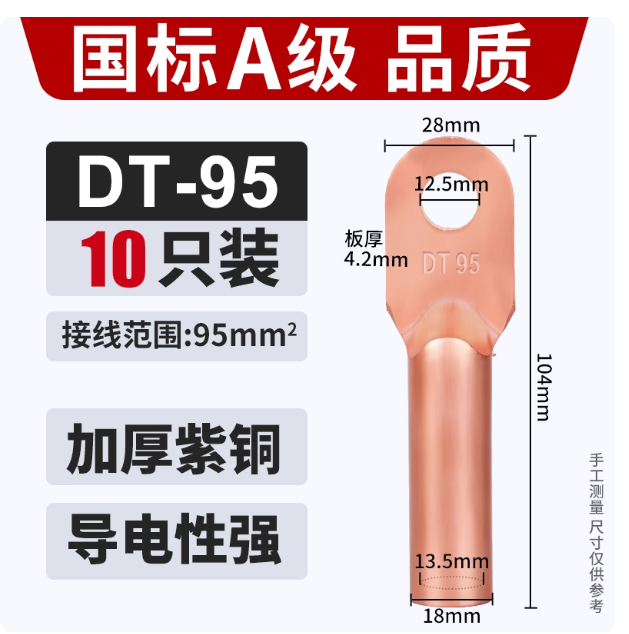 国标A级 品质
DT-95
10只装
接线范围:95mm²
加厚紫铜
导电性强
28mm
12.5mm
板厚
4.2mm
DT 95
104mm
13.5mm
18mm
手工测量 尺寸仅供参考